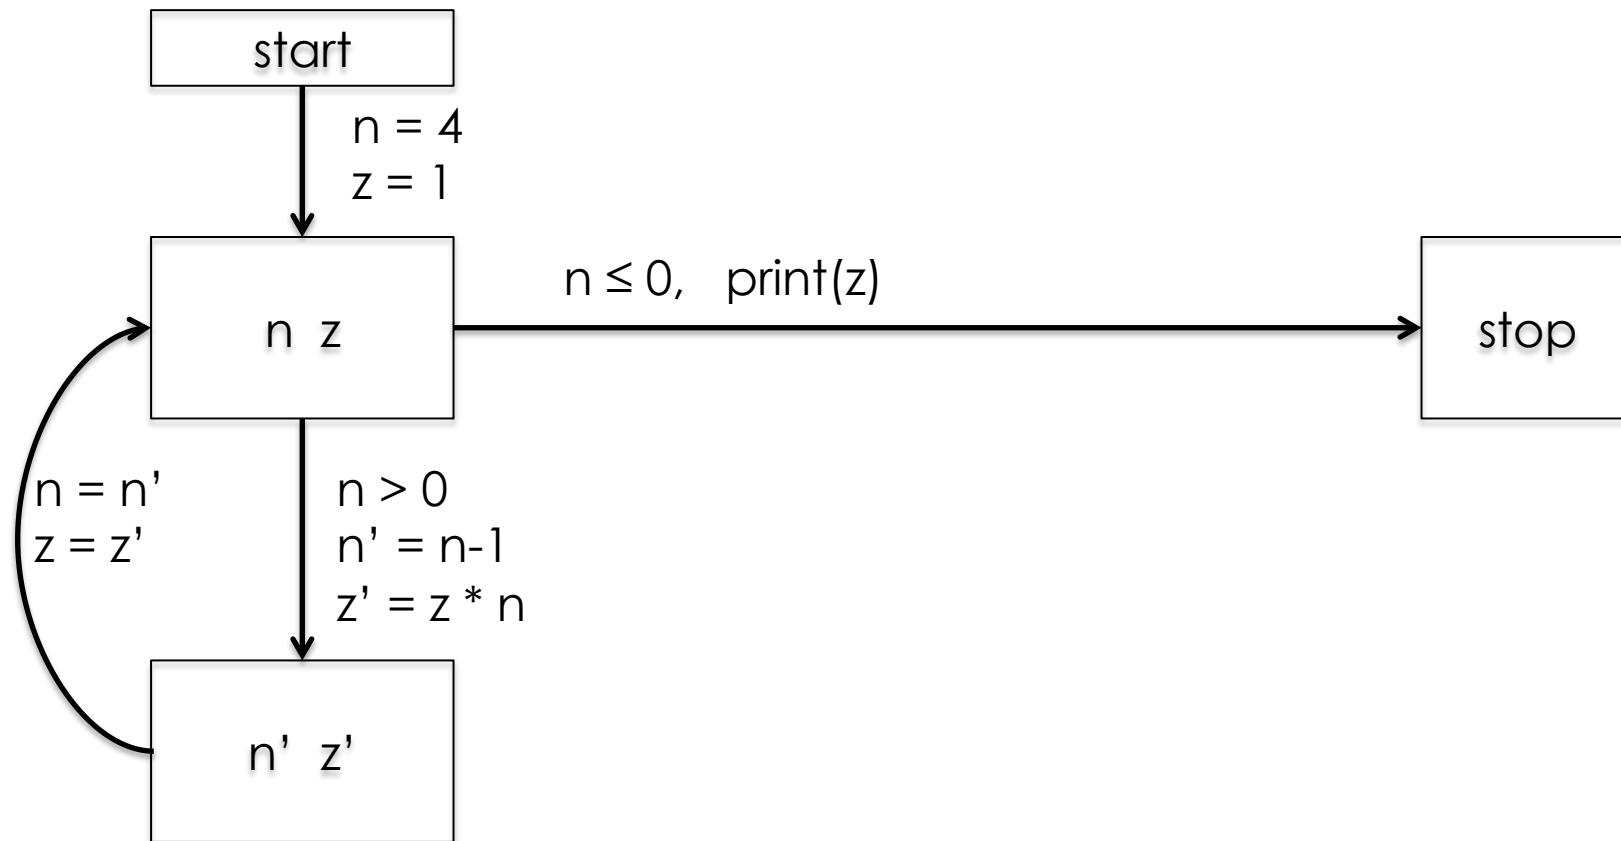 start
n = 4
z = 1
n z
n ≤ 0, print(z)
stop
n = n’
z = z’
n > 0
n’ = n-1
z’ = z * n
n’ z’